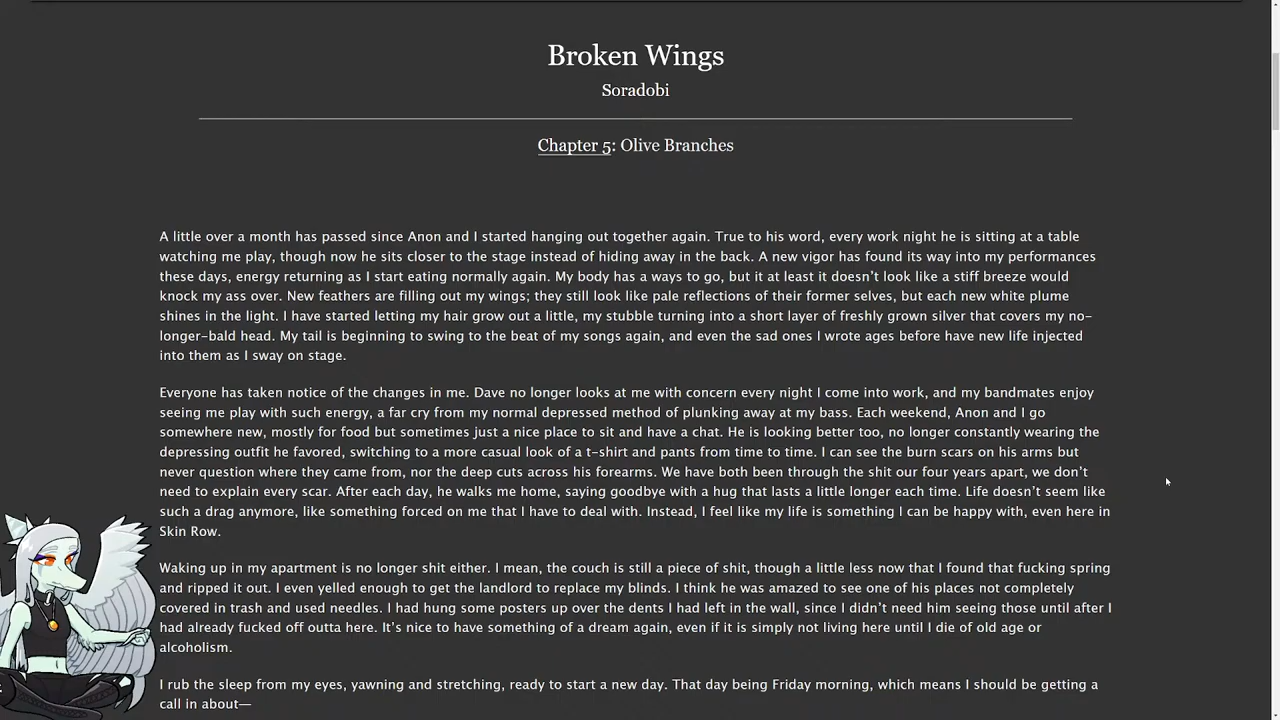 Broken Wings
Soradobi
Chapter 5: Olive Branches
A little over a month has passed since Anon and I started hanging out together again. True to his word, every work night he is sitting at a table
watching me play, though now he sits closer to the stage instead of hiding away in the back. A new vigor has found its way into my performances
these days, energy returning as I start eating normally again. My body has a ways to go, but it at least it doesn’t look like a stiff breeze would
knock my ass over. New feathers are filling out my wings; they still look like pale reflections of their former selves, but each new white plume
shines in the light. I have started letting my hair grow out a little, my stubble turning into a short layer of freshly grown silver that covers my no-
longer-bald head. My tail is beginning to swing to the beat of my songs again, and even the sad ones I wrote ages before have new life injected
into them as I sway on stage.
Everyone has taken notice of the changes in me. Dave no longer looks at me with concern every night I come into work, and my bandmates enjoy
seeing me play with such energy, a far cry from my normal depressed method of plunking away at my bass. Each weekend, Anon and I go
somewhere new, mostly for food but sometimes just a nice place to sit and have a chat. He is looking better too, no longer constantly wearing the
depressing outfit he favored, switching to a more casual look of a t-shirt and pants from time to time. I can see the burn scars on his arms but
never question where they came from, nor the deep cuts across his forearms. We have both been through the shit our four years apart, we don’t
need to explain every scar. After each day, he walks me home, saying goodbye with a hug that lasts a little longer each time. Life doesn’t seem like
such a drag anymore, like something forced on me that I have to deal with. Instead, I feel like my life is something I can be happy with, even here in
Skin Row.
Waking up in my apartment is no longer shit either. I mean, the couch is still a piece of shit, though a little less now that I found that fucking spring
and ripped it out. I even yelled enough to get the landlord to replace my blinds. I think he was amazed to see one of his places not completely
covered in trash and used needles. I had hung some posters up over the dents I had left in the wall, since I didn’t need him seeing those until after I
had already fucked off outta here. It’s nice to have something of a dream again, even if it is simply not living here until I die of old age or
alcoholism.
I rub the sleep from my eyes, yawning and stretching, ready to start a new day. That day being Friday morning, which means I should be getting a
call in about—